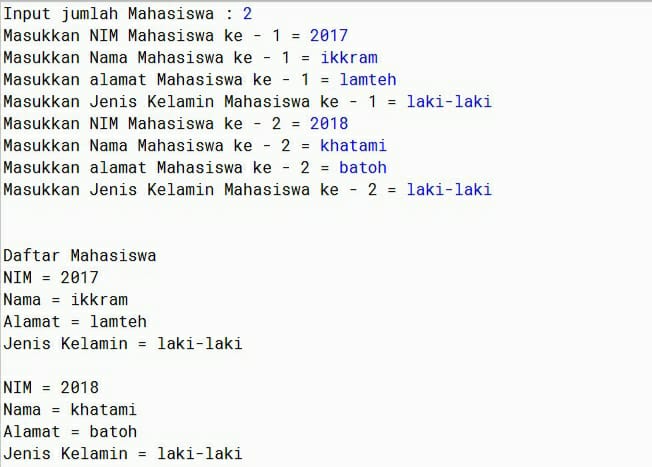 Input jumlah Mahasiswa : 2
Masukkan NIM Mahasiswa ke - 1 = 2017
Masukkan Nama Mahasiswa ke - 1 = ikkram
Masukkan alamat Mahasiswa ke - 1 = lamteh
Masukkan Jenis Kelamin Mahasiswa ke - 1 = laki-laki
Masukkan NIM Mahasiswa ke - 2 = 2018
Masukkan Nama Mahasiswa ke - 2 = khatami
Masukkan alamat Mahasiswa ke - 2 = batoh
Masukkan Jenis Kelamin Mahasiswa ke - 2 = laki-laki
Daftar Mahasiswa
NIM = 2017
Nama = ikkram
Alamat = lamteh
Jenis Kelamin = laki-laki
NIM = 2018
Nama = khatami
Alamat = batoh
Jenis Kelamin = laki-laki